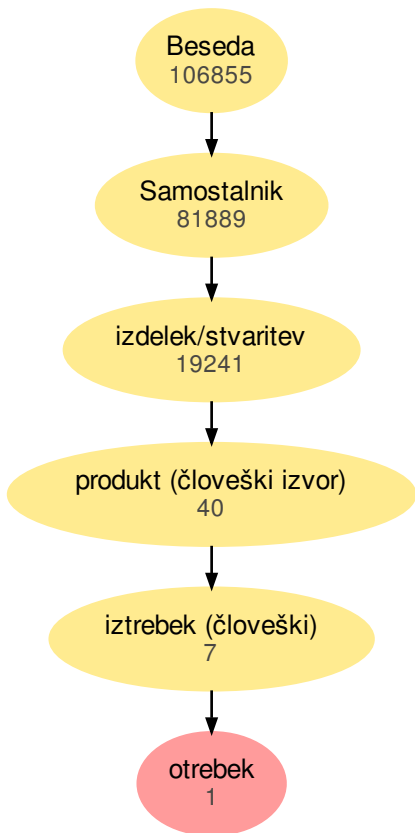 Beseda
106855
Samostalnik
81889
izdelek/stvaritev
19241
produkt (človeški izvor)
40
iztrebek (človeški)
7
otrebek
1